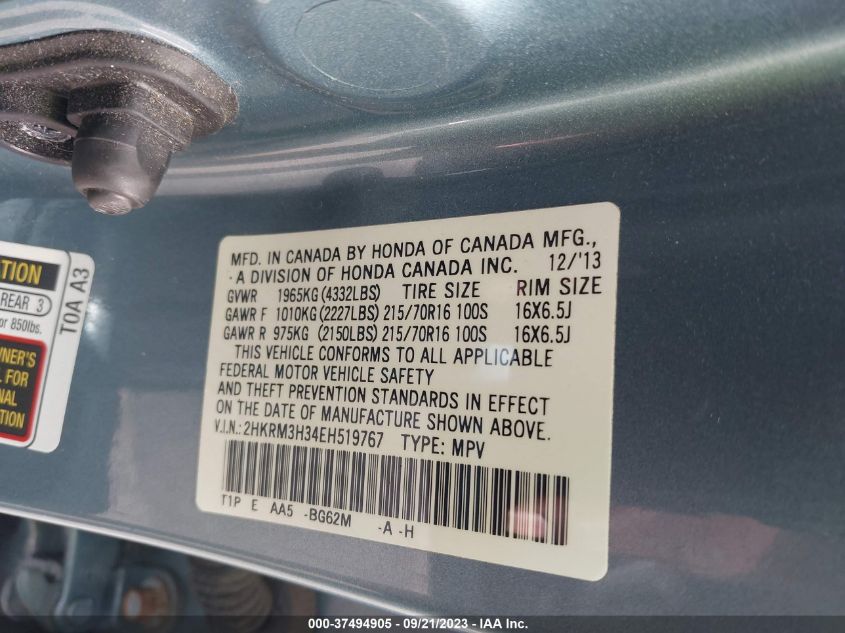 MFD. IN CANADA BY HONDA OF CANADA MFG.,
A DIVISION OF HONDA CANADA INC. 12/'13
GVWR 1965KG (4332LBS) TIRE SIZE RIM SIZE
GAWR F 1010KG (2227LBS) 215/70R16 100S 16X6.5J
GAWR R 975KG (2150LBS) 215/70R16 100S 16X6.5J
THIS VEHICLE CONFORMS TO ALL APPLICABLE
FEDERAL MOTOR VEHICLE SAFETY
AND THEFT PREVENTION STANDARDS IN EFFECT
ON THE DATE OF MANUFACTURE SHOWN ABOVE.
V.I.N.: 2HKRM3H34EH519767 TYPE: MPV
T1P E AA5 -BG62M -A -H
REAR 3
or 850lbs.
T0A A3
FOR
000-37494905 - 09/21/2023 - IAA Inc.